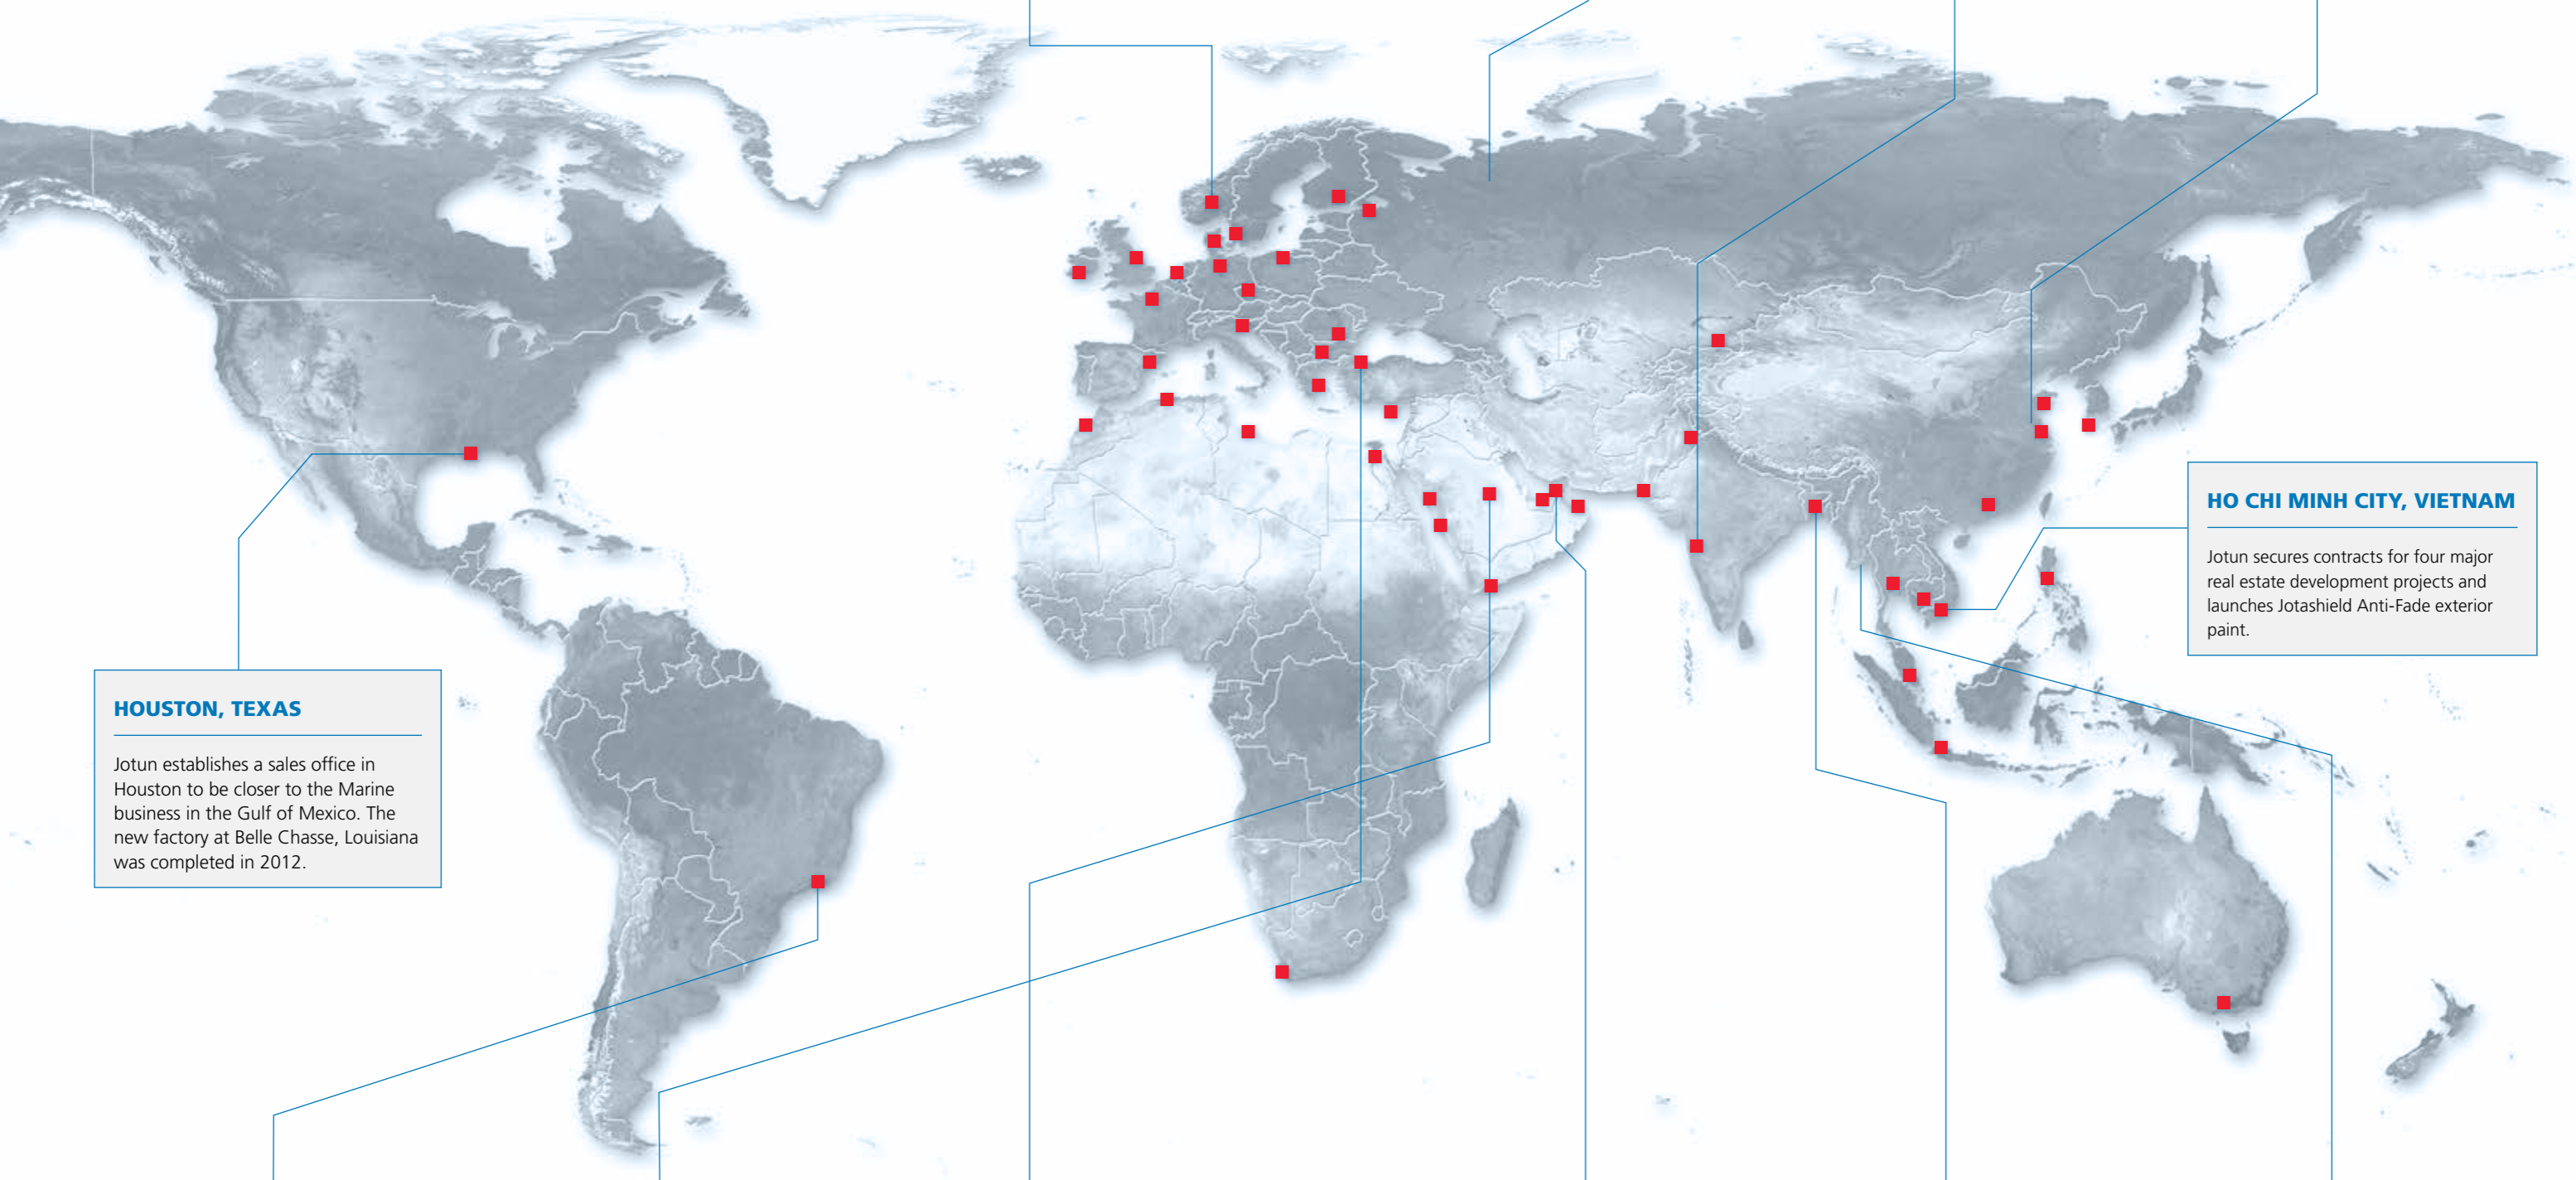 HOUSTON, TEXAS
Jotun establishes a sales office in
Houston to be closer to the Marine
business in the Gulf of Mexico. The
new factory at Belle Chasse, Louisiana
was completed in 2012.
HO CHI MINH CITY, VIETNAM
Jotun secures contracts for four major
real estate development projects and
launches Jotashield Anti-Fade exterior
paint.